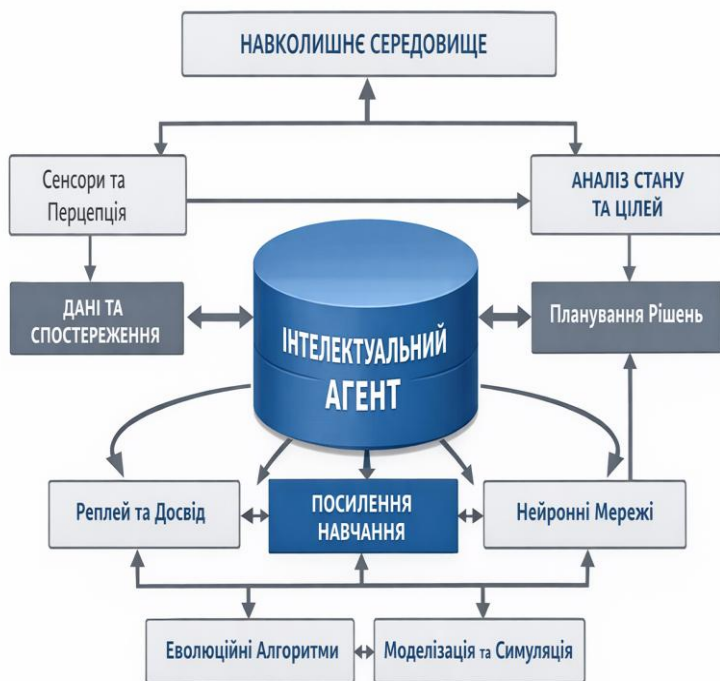 НАВКОЛИШНЄ СЕРЕДОВИЩЕ
Сенсори та
Перцепція
АНАЛІЗ СТАНУ
ТА ЦІЛЕЙ
ДАНІ ТА
СПОСТЕРЕЖЕННЯ
ІНТЕЛЕКТУАЛЬНИЙ
АГЕНТ
Планування Рішень
Реплей та Досвід
ПОСИЛЕННЯ
НАВЧАННЯ
Нейронні Мережі
Еволюційні Алгоритми
Моделізація та Симуляція